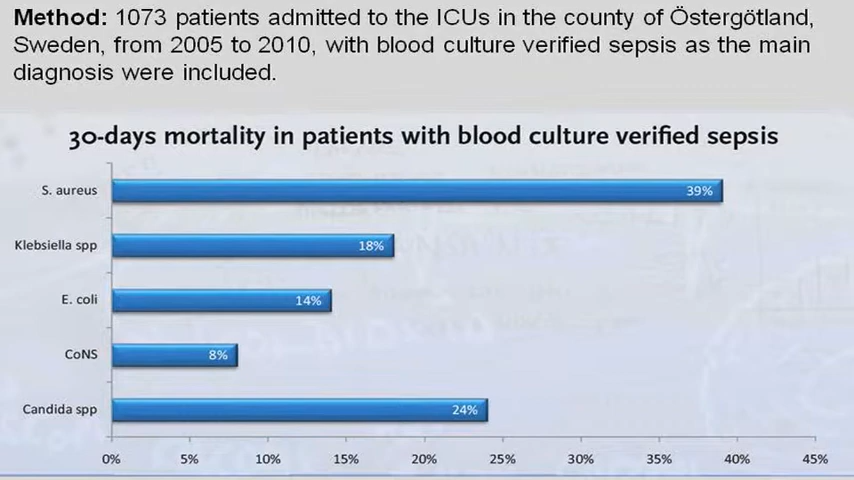 Method: 1073 patients admitted to the ICUs in the county of Östergötland,
Sweden, from 2005 to 2010, with blood culture verified sepsis as the main
diagnosis were included.
30-days mortality in patients with blood culture verified sepsis
S. aureus 39%
Klebsiella spp 18%
E. coli 14%
CoNS 8%
Candida spp 24%
0% 5% 10% 15% 20% 25% 30% 35% 40% 45%